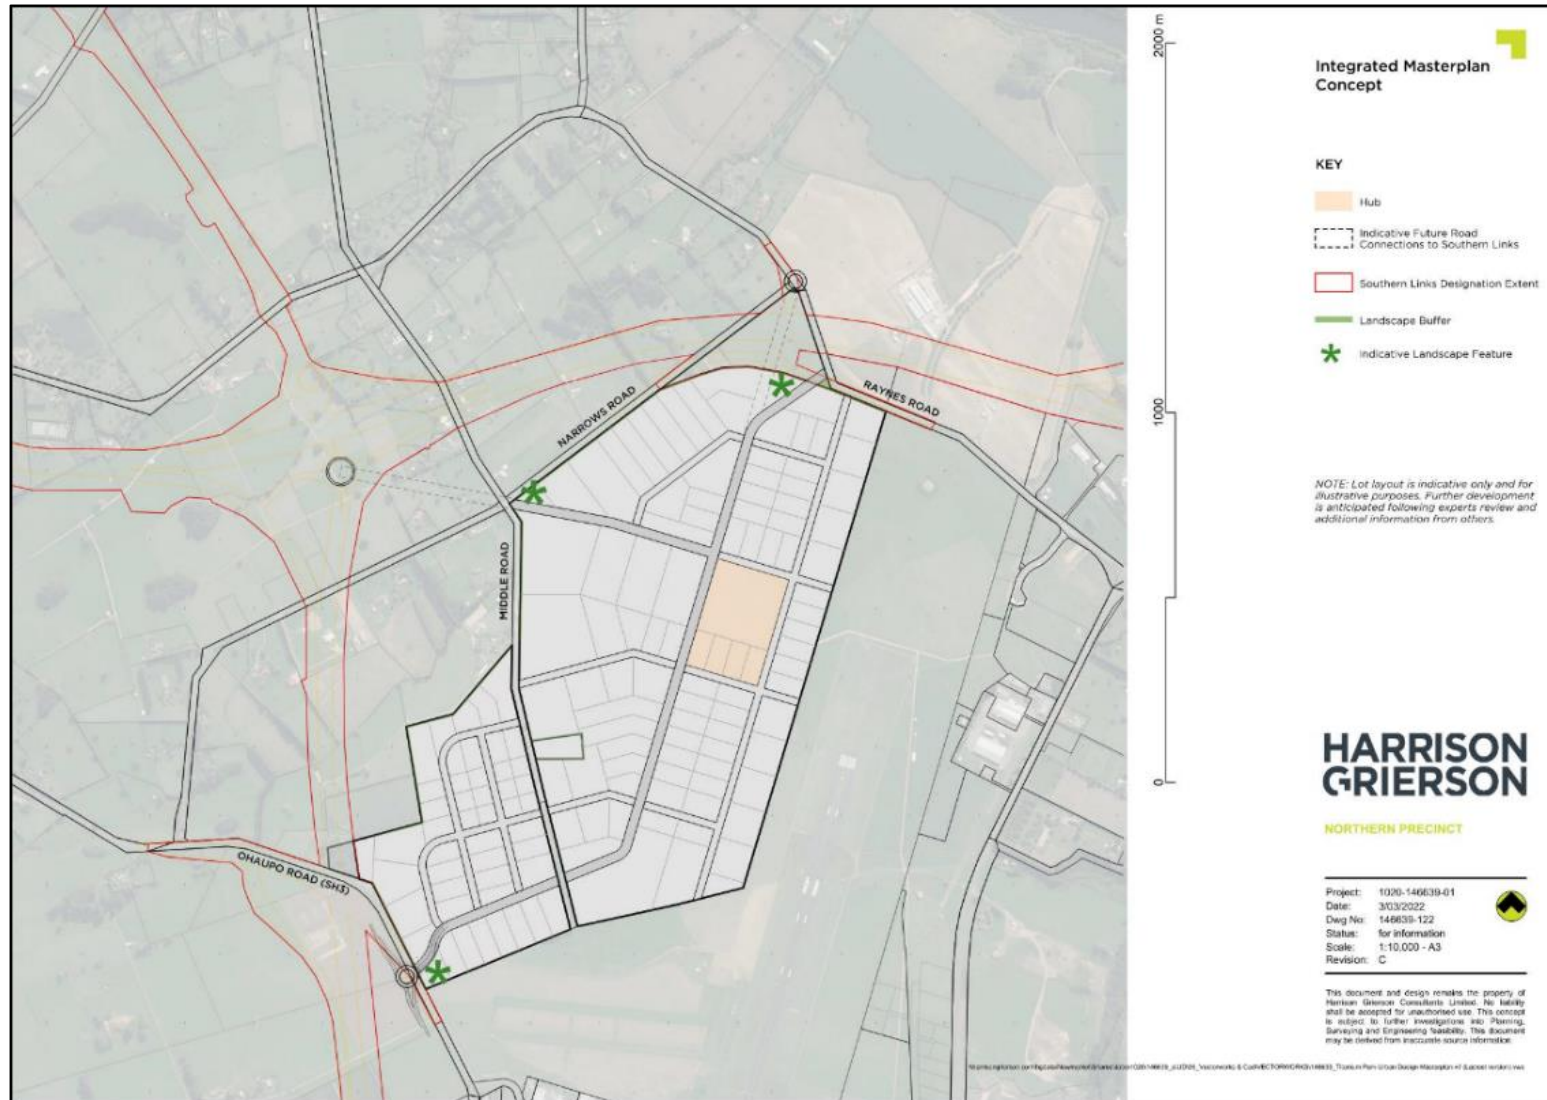 2000 m
1000
0
NARROWS ROAD
RAYNES ROAD
MIDDLE ROAD
OHAUPO ROAD (SH3)
Integrated Masterplan
Concept
KEY
Hub
Indicative Future Road
Connections to Southern Links
Southern Links Designation Extent
Landscape Buffer
Indicative Landscape Feature
NOTE: Lot layout is indicative only and for
illustrative purposes. Further development
is anticipated following experts review and
additional information from others.
HARRISON
GRIERSON
NORTHERN PRECINCT
Project: 1020-146639-01
Date: 3/03/2022
Dwg No: 146639-122
Status: for information
Scale: 1:10,000 - A3
Revision: C
This document and design remains the property of
Harrison Grierson Consultants Limited. No liability
shall be accepted for unauthorised use. This concept
is subject to further investigations into Planning,
Surveying and Engineering feasibility. This document
may be derived from inaccurate source information.